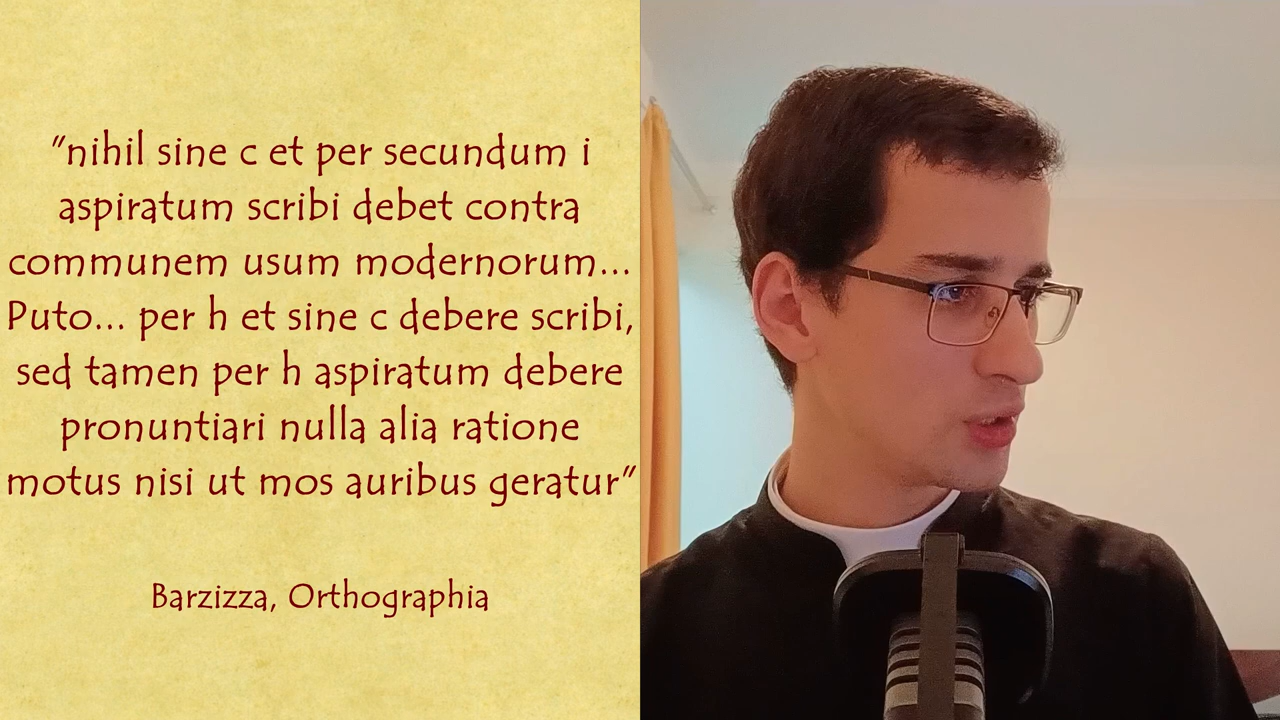 “nihil sine c et per secundum i
aspiratum scribi debet contra
communem usum modernorum...
Puto... per h et sine c debere scribi,
sed tamen per h aspiratum debere
pronuntiari nulla alia ratione
motus nisi ut mos auribus geratur”
Barzizza, Orthographia